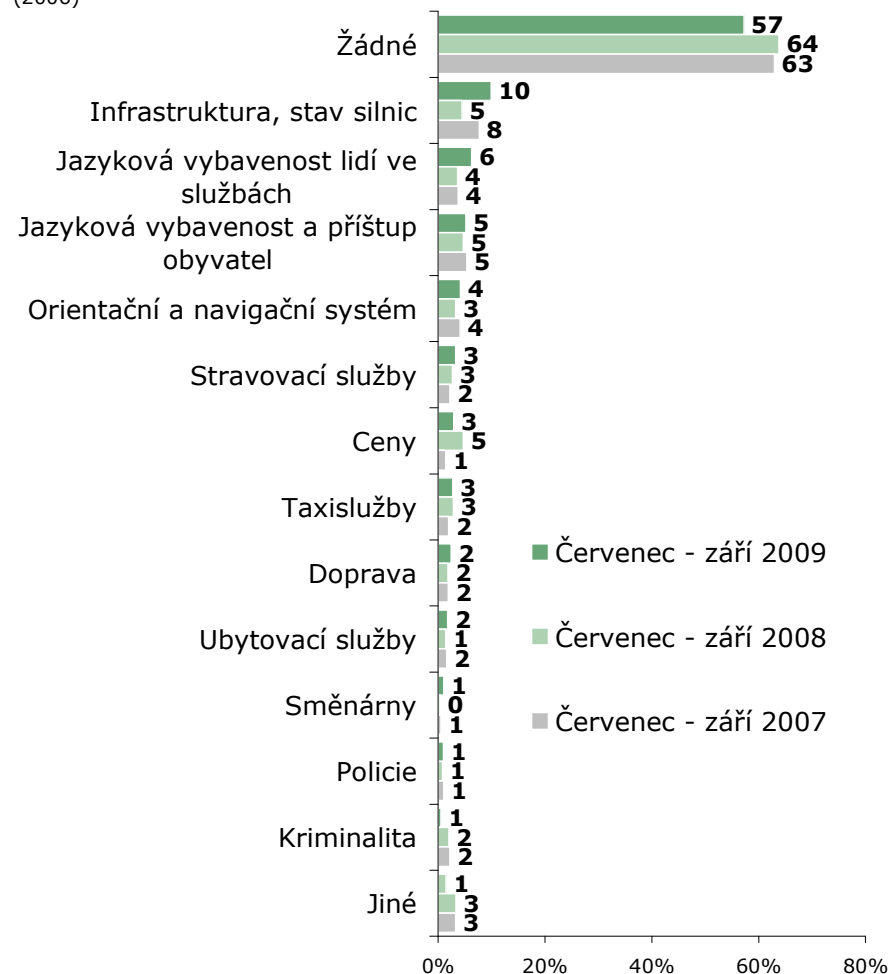 (2006)
Žádné
57
64
63
Infrastruktura, stav silnic
10
5
8
Jazyková vybavenost lidí ve
službách
6
4
4
Jazyková vybavenost a příštup
obyvatel
5
5
5
Orientační a navigační systém
4
3
4
Stravovací služby
3
3
2
Ceny
3
5
1
Taxislužby
3
3
2
Doprava
2
2
2
Ubytovací služby
2
1
2
Směnárny
1
0
1
Policie
1
1
1
Kriminalita
1
2
2
Jiné
1
3
3
Červenec - září 2009
Červenec - září 2008
Červenec - září 2007
0% 20% 40% 60% 80%